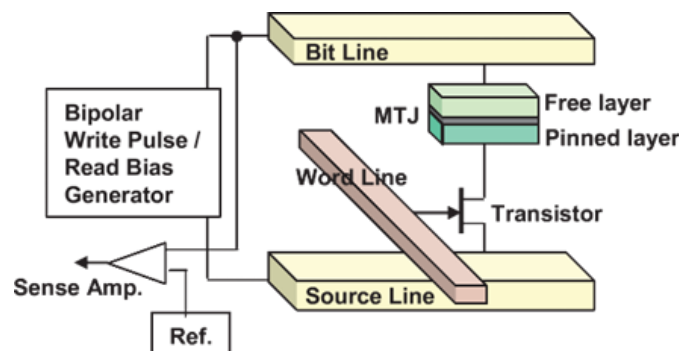 Bit Line
Bipolar
Write Pulse /
Read Bias
Generator
MTJ
Free layer
Pinned layer
Word Line
Transistor
Sense Amp.
Source Line
Ref.